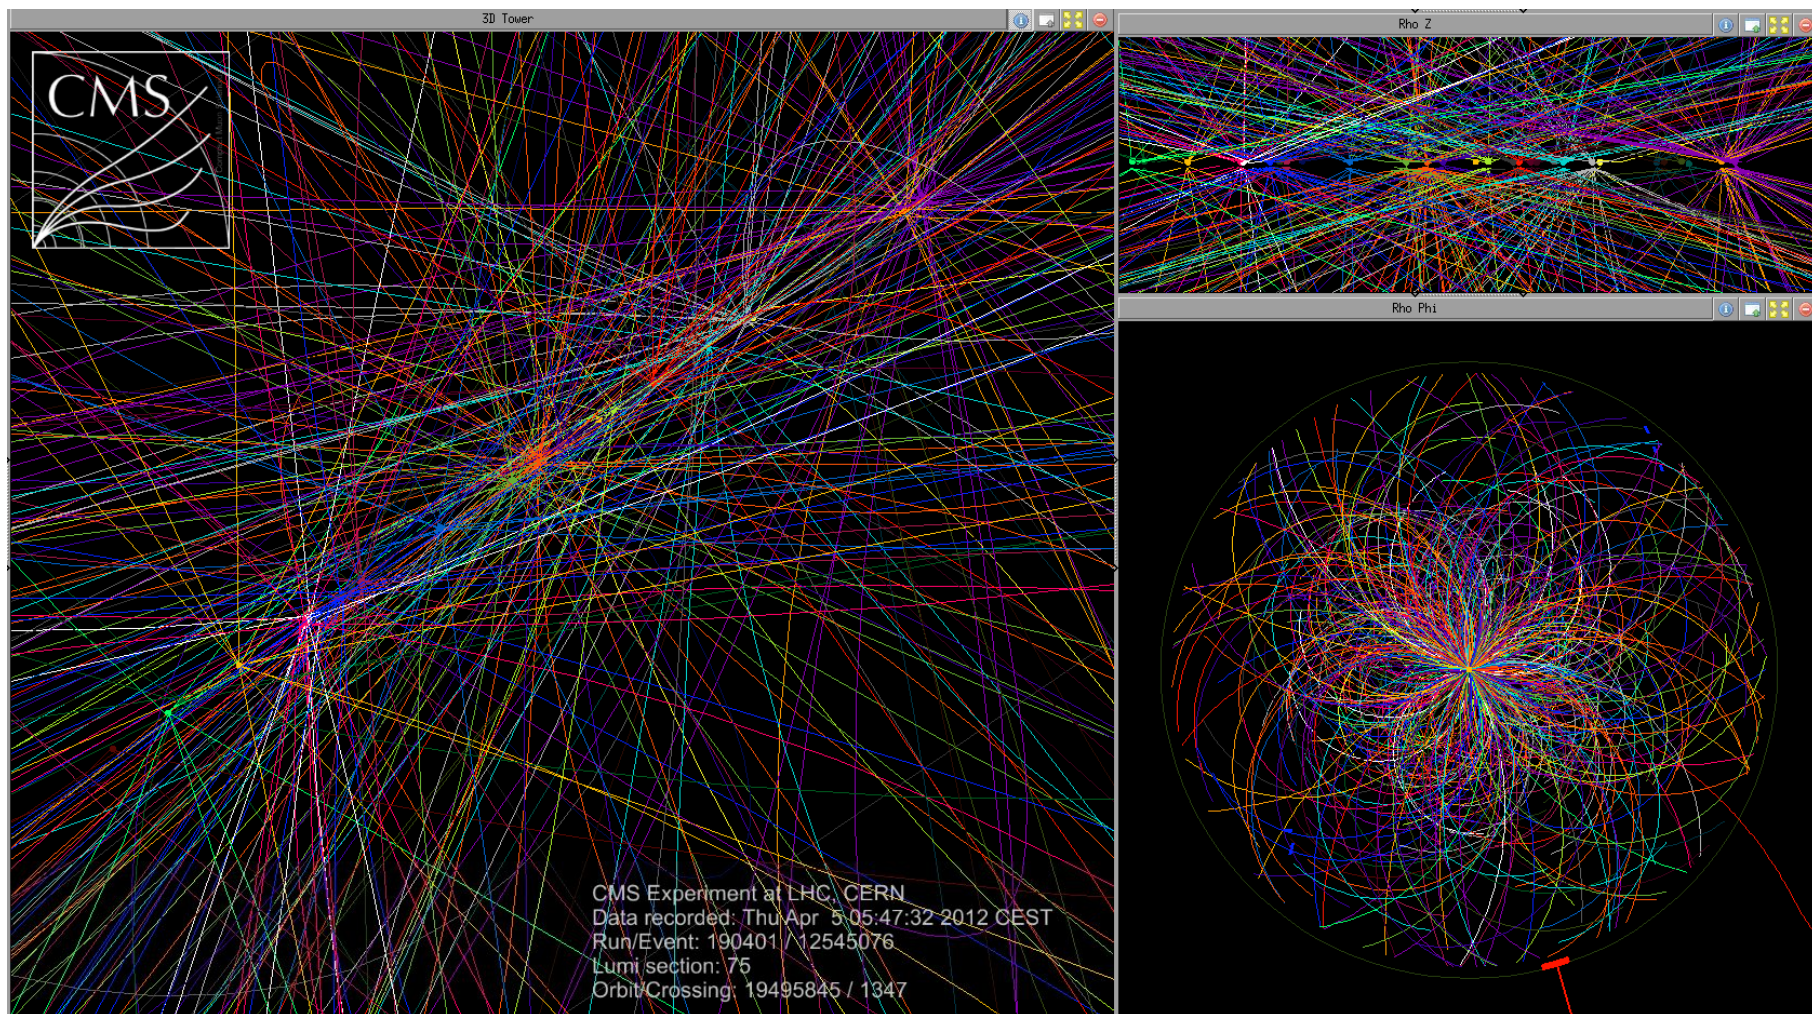 3D Tower
Rho Z
CMS
Rho Phi
CMS Experiment at LHC, CERN
Data recorded: Thu Apr  5 05:47:32 2012 CEST
Run/Event: 190401 / 12545076
Lumi section: 75
Orbit/Crossing: 19495845 / 1347